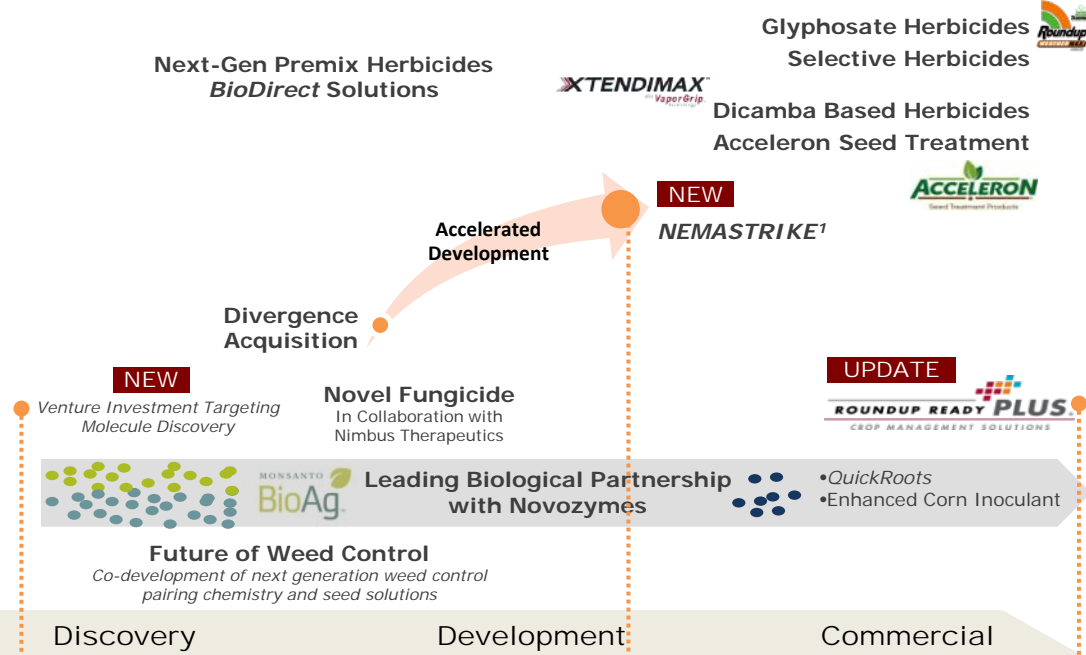 Glyphosate Herbicides
Roundup
Selective Herbicides
Next-Gen Premix Herbicides
BioDirect Solutions
XTENDIMAX™
VaporGrip
Dicamba Based Herbicides
Acceleron Seed Treatment
ACCELERON
Seed Treatment Products
NEW
NEMASTRIKE¹
Accelerated
Development
Divergence
Acquisition
NEW
Venture Investment Targeting
Molecule Discovery
Novel Fungicide
In Collaboration with
Nimbus Therapeutics
UPDATE
ROUNDUP READY PLUS.
CROP MANAGEMENT SOLUTIONS
MONSANTO
BioAg
Leading Biological Partnership
with Novozymes
•QuickRoots
•Enhanced Corn Inoculant
Future of Weed Control
Co-development of next generation weed control
pairing chemistry and seed solutions
Discovery
Development
Commercial